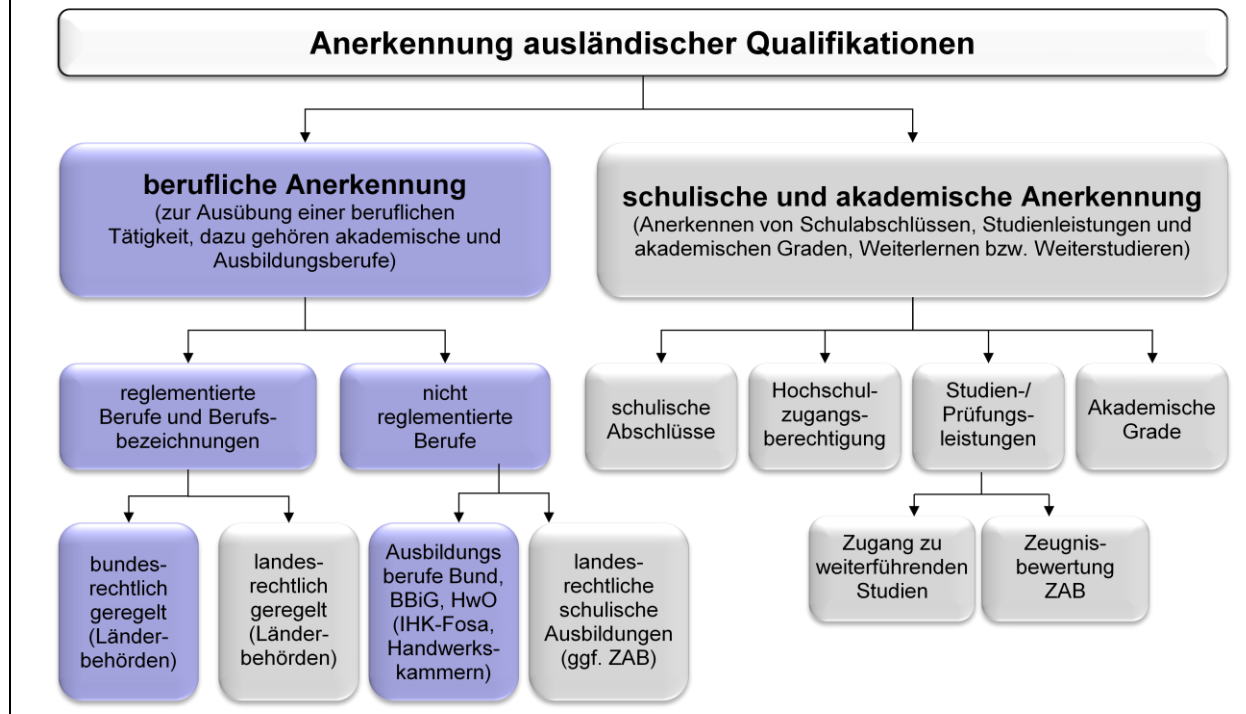 Anerkennung ausländischer Qualifikationen
berufliche Anerkennung
(zur Ausübung einer beruflichen
Tätigkeit, dazu gehören akademische und
Ausbildungsberufe)
schulische und akademische Anerkennung
(Anerkennen von Schulabschlüssen, Studienleistungen und
akademischen Graden, Weiterlernen bzw. Weiterstudieren)
reglementierte
Berufe und Berufs-
bezeichnungen
nicht
reglementierte
Berufe
schulische
Abschlüsse
Hochschul-
zugangs-
berechtigung
Studien-/
Prüfungs-
leistungen
Akademische
Grade
bundes-
rechtlich
geregelt
(Länder-
behörden)
landes-
rechtlich
geregelt
(Länder-
behörden)
Ausbildungs
berufe Bund,
BBiG, HwO
(IHK-Fosa,
Handwerks-
kammern)
landes-
rechtliche
schulische
Ausbildungen
(ggf. ZAB)
Zugang zu
weiterführenden
Studien
Zeugnis-
bewertung
ZAB